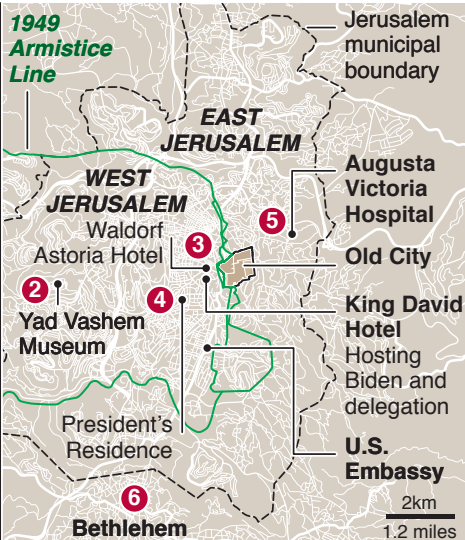 1949
Armistice
Line
Jerusalem
municipal
boundary
EAST
JERUSALEM
WEST
JERUSALEM
Augusta
Victoria
Hospital
5
Waldorf
Astoria Hotel
3
Old City
2
Yad Vashem
Museum
4
King David
Hotel
Hosting
Biden and
delegation
President's
Residence
U.S.
Embassy
6
Bethlehem
2km
1.2 miles